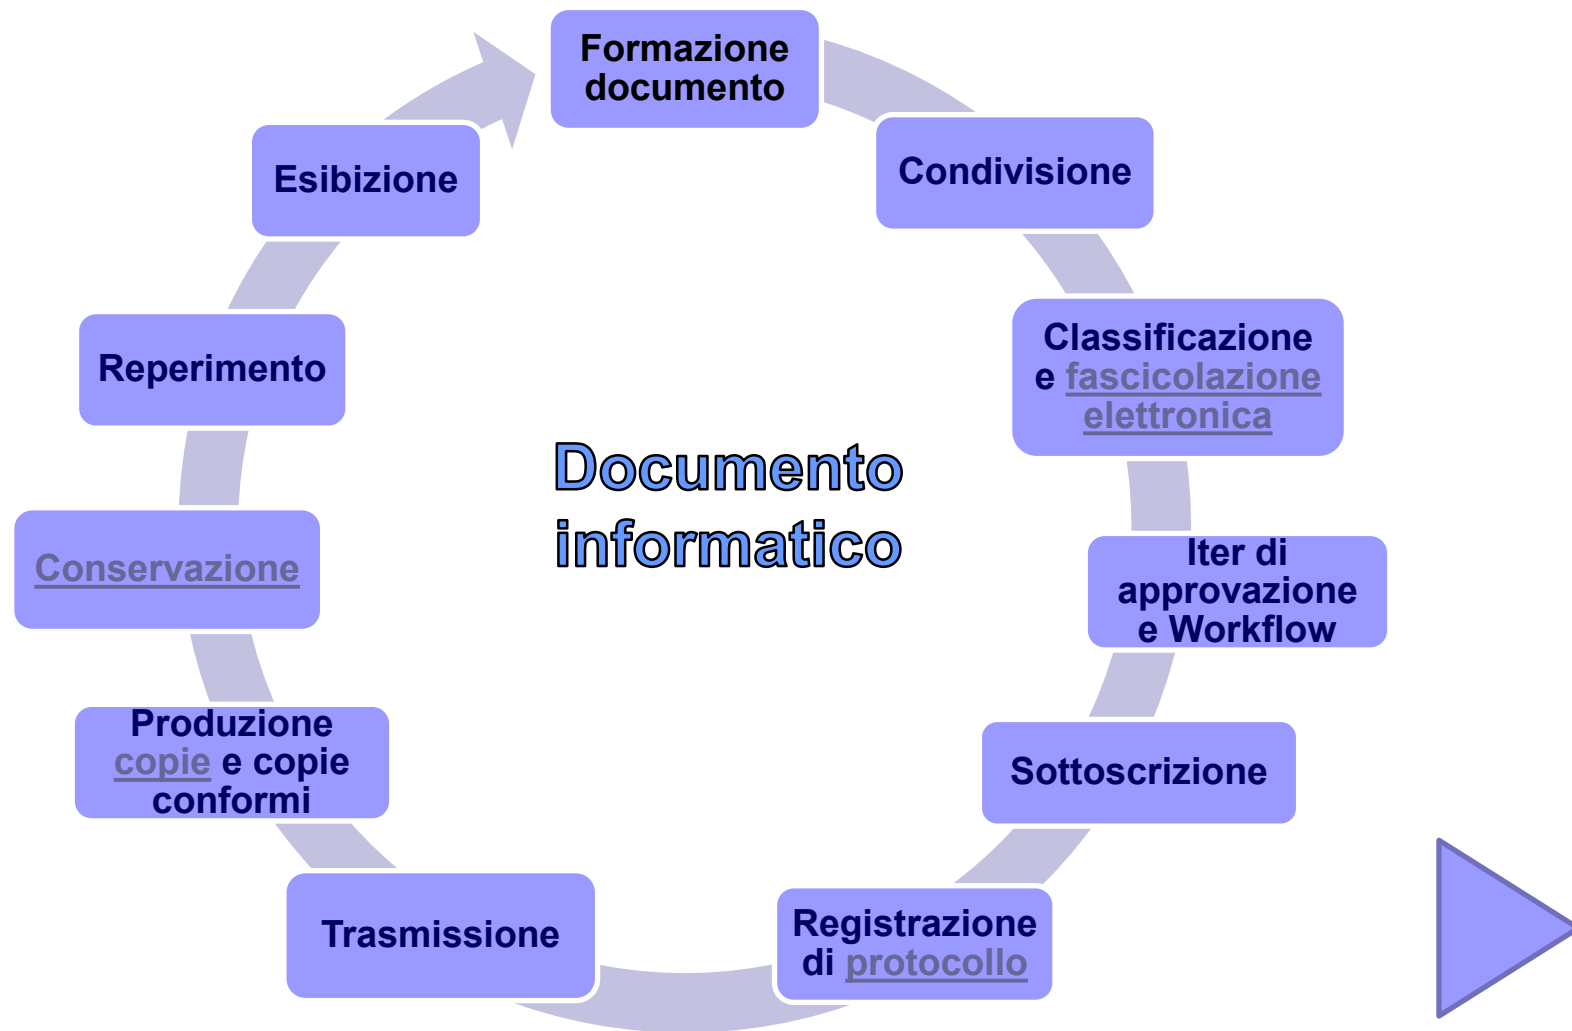 Formazione
documento
Condivisione
Classificazione
e fascicolazione
elettronica
Iter di
approvazione
e Workflow
Sottoscrizione
Registrazione
di protocollo
Trasmissione
Produzione
copie e copie
conformi
Conservazione
Reperimento
Esibizione
Documento
informatico